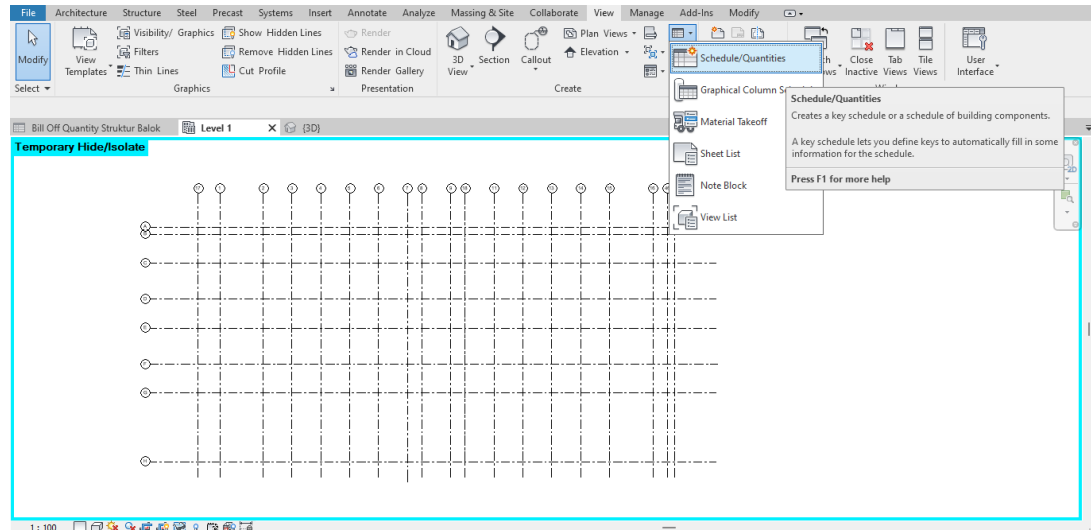 File Architecture Structure Steel Precast Systems Insert Annotate Analyze Massing & Site Collaborate View Manage Add-Ins Modify
Modify
View
Templates
Visibility/ Graphics
Filters
Thin Lines
Show Hidden Lines
Remove Hidden Lines
Cut Profile
Render
Render in Cloud
Render Gallery
3D
View
Section
Callout
Plan Views
Elevation
Close
Inactive Views
Tab
Views
Tile
Views
User
Interface
Select
Graphics
Presentation
Create
Schedule/Quantities
Graphical Column
Material Takeoff
Sheet List
Note Block
View List
Schedule/Quantities
Creates a key schedule or a schedule of building components.
A key schedule lets you define keys to automatically fill in some
information for the schedule.
Press F1 for more help
Bill Off Quantity Struktur Balok
Level 1
{3D}
Temporary Hide/Isolate
2D
1 : 100